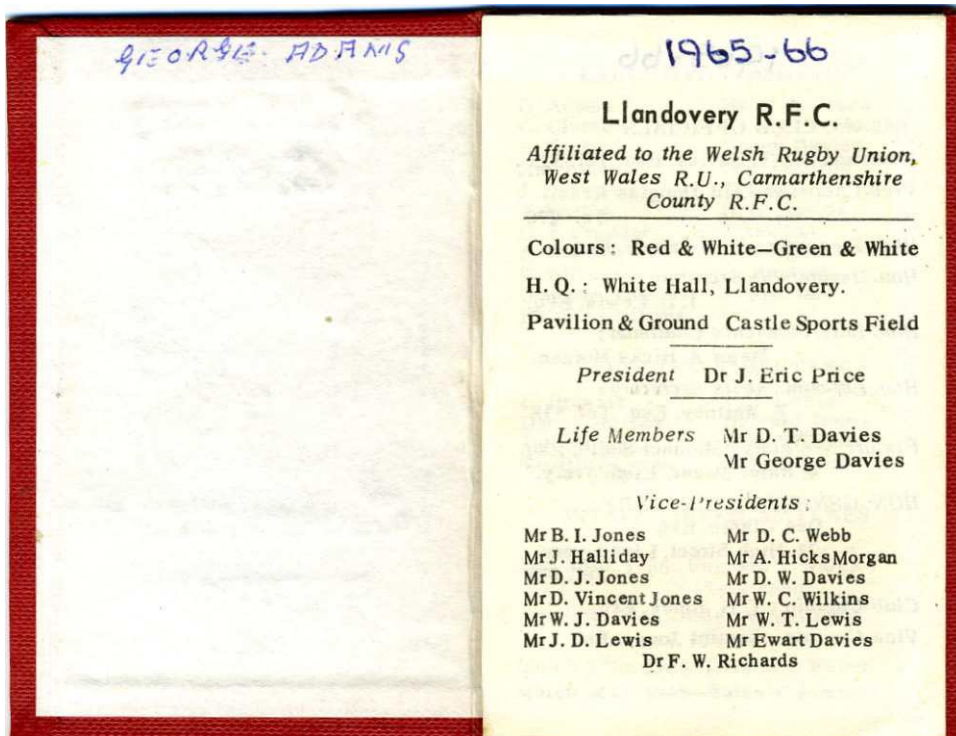 GEORGE ADAMS
1965-66
Llandovery R.F.C.
Affiliated to the Welsh Rugby Union,
West Wales R.U., Carmarthenshire
County R.F.C.
Colours: Red & White—Green & White
H. Q.: White Hall, Llandovery.
Pavilion & Ground Castle Sports Field
President Dr J. Eric Price
Life Members Mr D. T. Davies
Mr George Davies
Vice-Presidents:
Mr B. I. Jones Mr D. C. Webb
Mr J. Halliday Mr A. Hicks Morgan
Mr D. J. Jones Mr D. W. Davies
Mr D. Vincent Jones Mr W. C. Wilkins
Mr W. J. Davies Mr W. T. Lewis
Mr J. D. Lewis Mr Ewart Davies
Dr F. W. Richards